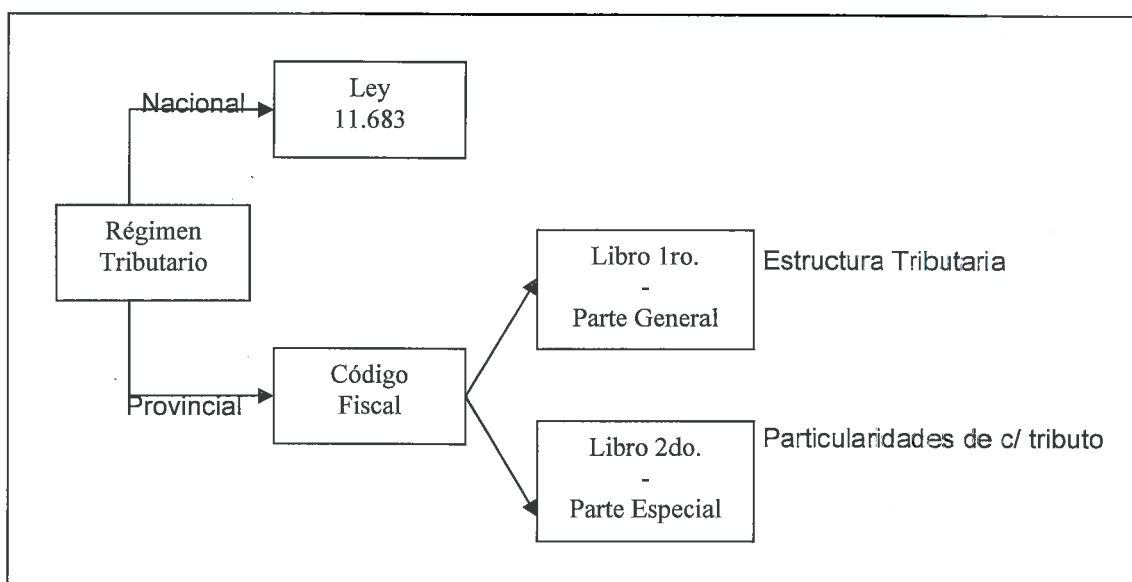 Nacional
Ley
11.683
Régimen
Tributario
Provincial
Código
Fiscal
Libro 1ro.
-
Parte General
Estructura Tributaria
Libro 2do.
-
Parte Especial
Particularidades de c/ tributo